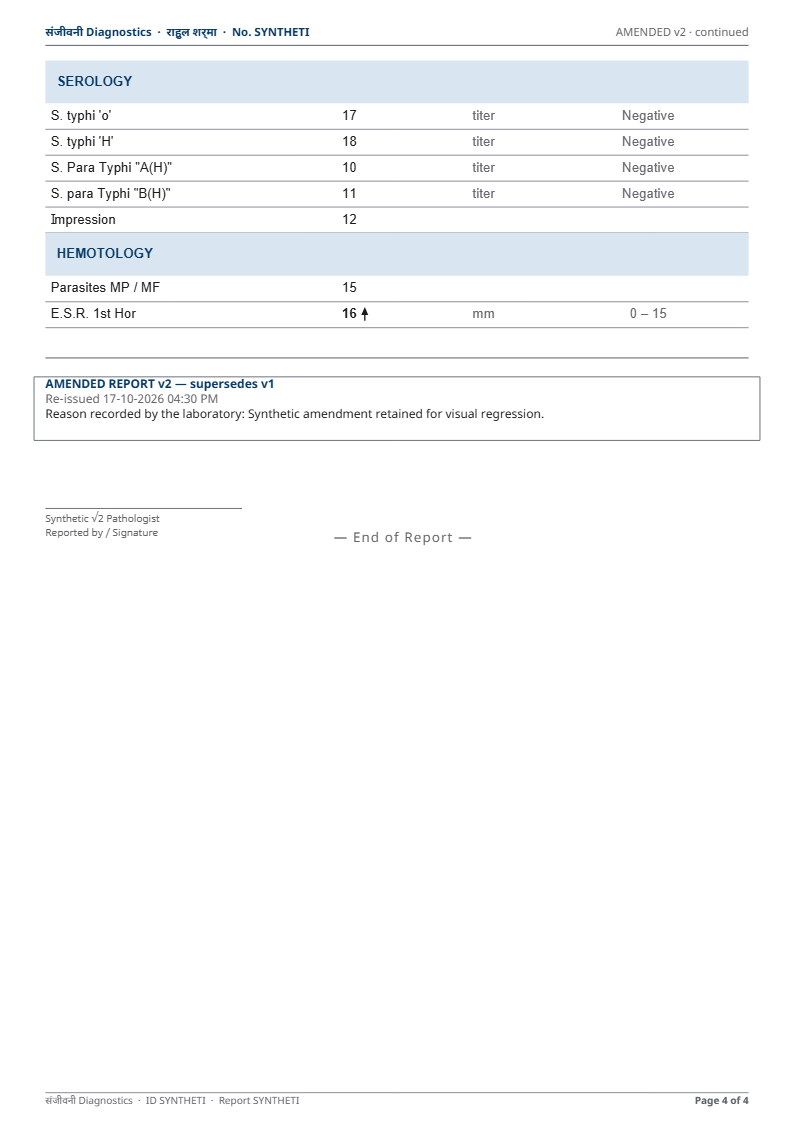 संजीवनी Diagnostics · राहुल शर्मा · No. SYNTHETI AMENDED v2 · continued
SEROLOGY
S. typhi 'o' 17 titer Negative
S. typhi 'H' 18 titer Negative
S. Para Typhi "A(H)" 10 titer Negative
S. para Typhi "B(H)" 11 titer Negative
Impression 12
HEMOTOLOGY
Parasites MP / MF 15
E.S.R. 1st Hor 16 ↑ mm 0 – 15
AMENDED REPORT v2 — supersedes v1
Re-issued 17-10-2026 04:30 PM
Reason recorded by the laboratory: Synthetic amendment retained for visual regression.
Synthetic √2 Pathologist
Reported by / Signature
— End of Report —
संजीवनी Diagnostics · ID SYNTHETI · Report SYNTHETI Page 4 of 4